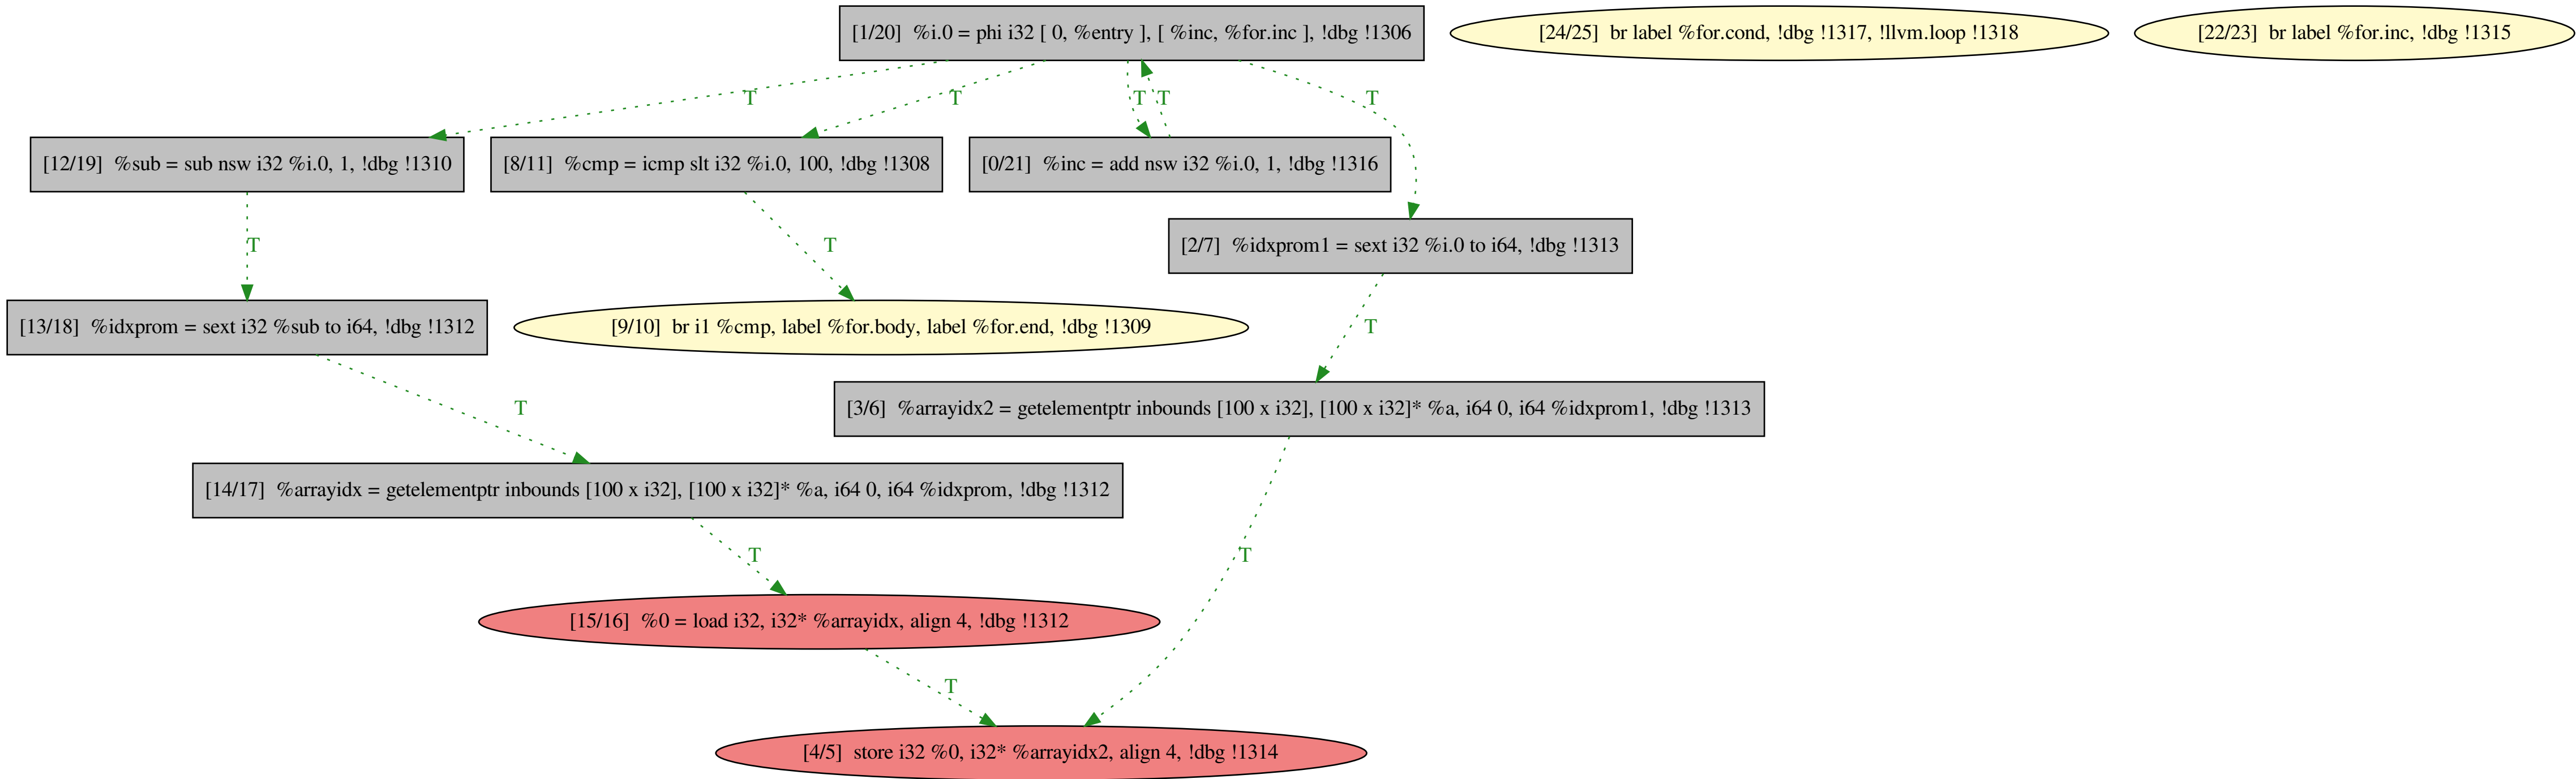 [1/20]  %i.0 = phi i32 [ 0, %entry ], [ %inc, %for.inc ], !dbg !1306
[24/25]  br label %for.cond, !dbg !1317, !llvm.loop !1318
[22/23]  br label %for.inc, !dbg !1315
T
T
T
T
T
[12/19]  %sub = sub nsw i32 %i.0, 1, !dbg !1310
[8/11]  %cmp = icmp slt i32 %i.0, 100, !dbg !1308
[0/21]  %inc = add nsw i32 %i.0, 1, !dbg !1316
T
T
[2/7]  %idxprom1 = sext i32 %i.0 to i64, !dbg !1313
[13/18]  %idxprom = sext i32 %sub to i64, !dbg !1312
[9/10]  br i1 %cmp, label %for.body, label %for.end, !dbg !1309
T
T
[3/6]  %arrayidx2 = getelementptr inbounds [100 x i32], [100 x i32]* %a, i64 0, i64 %idxprom1, !dbg !1313
[14/17]  %arrayidx = getelementptr inbounds [100 x i32], [100 x i32]* %a, i64 0, i64 %idxprom, !dbg !1312
T
T
[15/16]  %0 = load i32, i32* %arrayidx, align 4, !dbg !1312
T
[4/5]  store i32 %0, i32* %arrayidx2, align 4, !dbg !1314